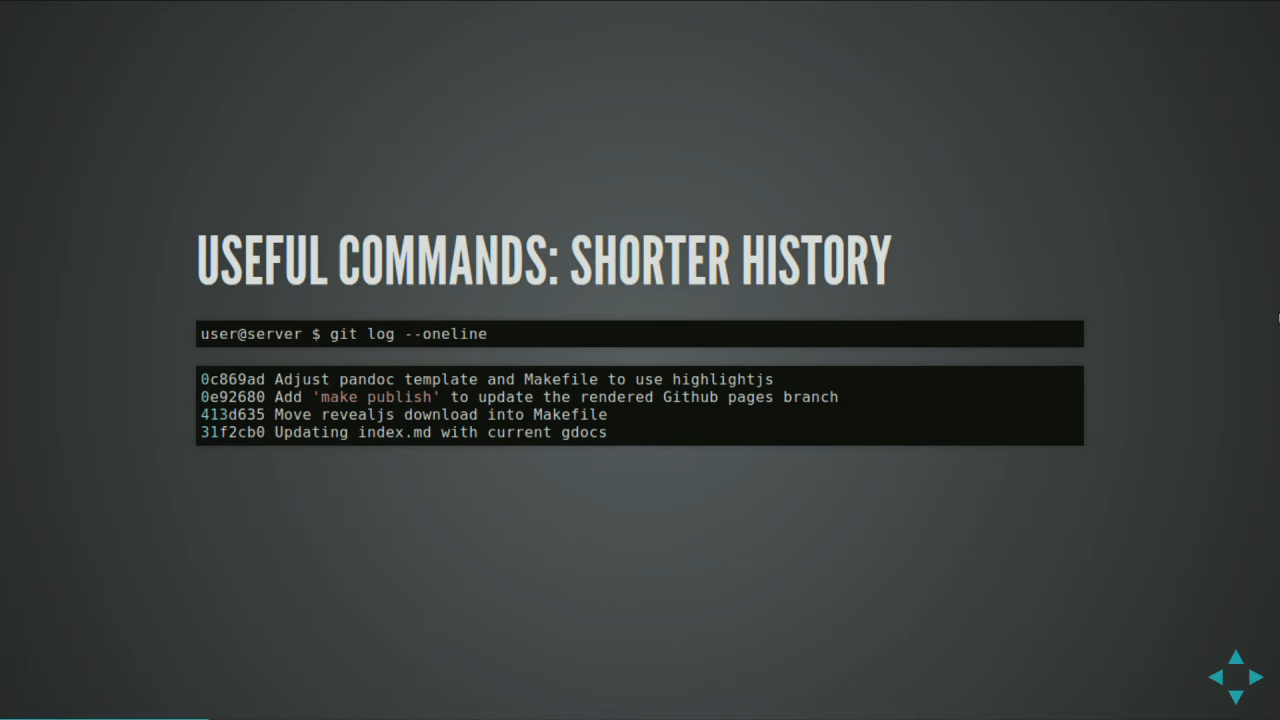 USEFUL COMMANDS: SHORTER HISTORY
user@server $ git log --oneline
0c869ad Adjust pandoc template and Makefile to use highlightjs
0e92680 Add 'make publish' to update the rendered Github pages branch
413d635 Move revealjs download into Makefile
31f2cb0 Updating index.md with current gdocs